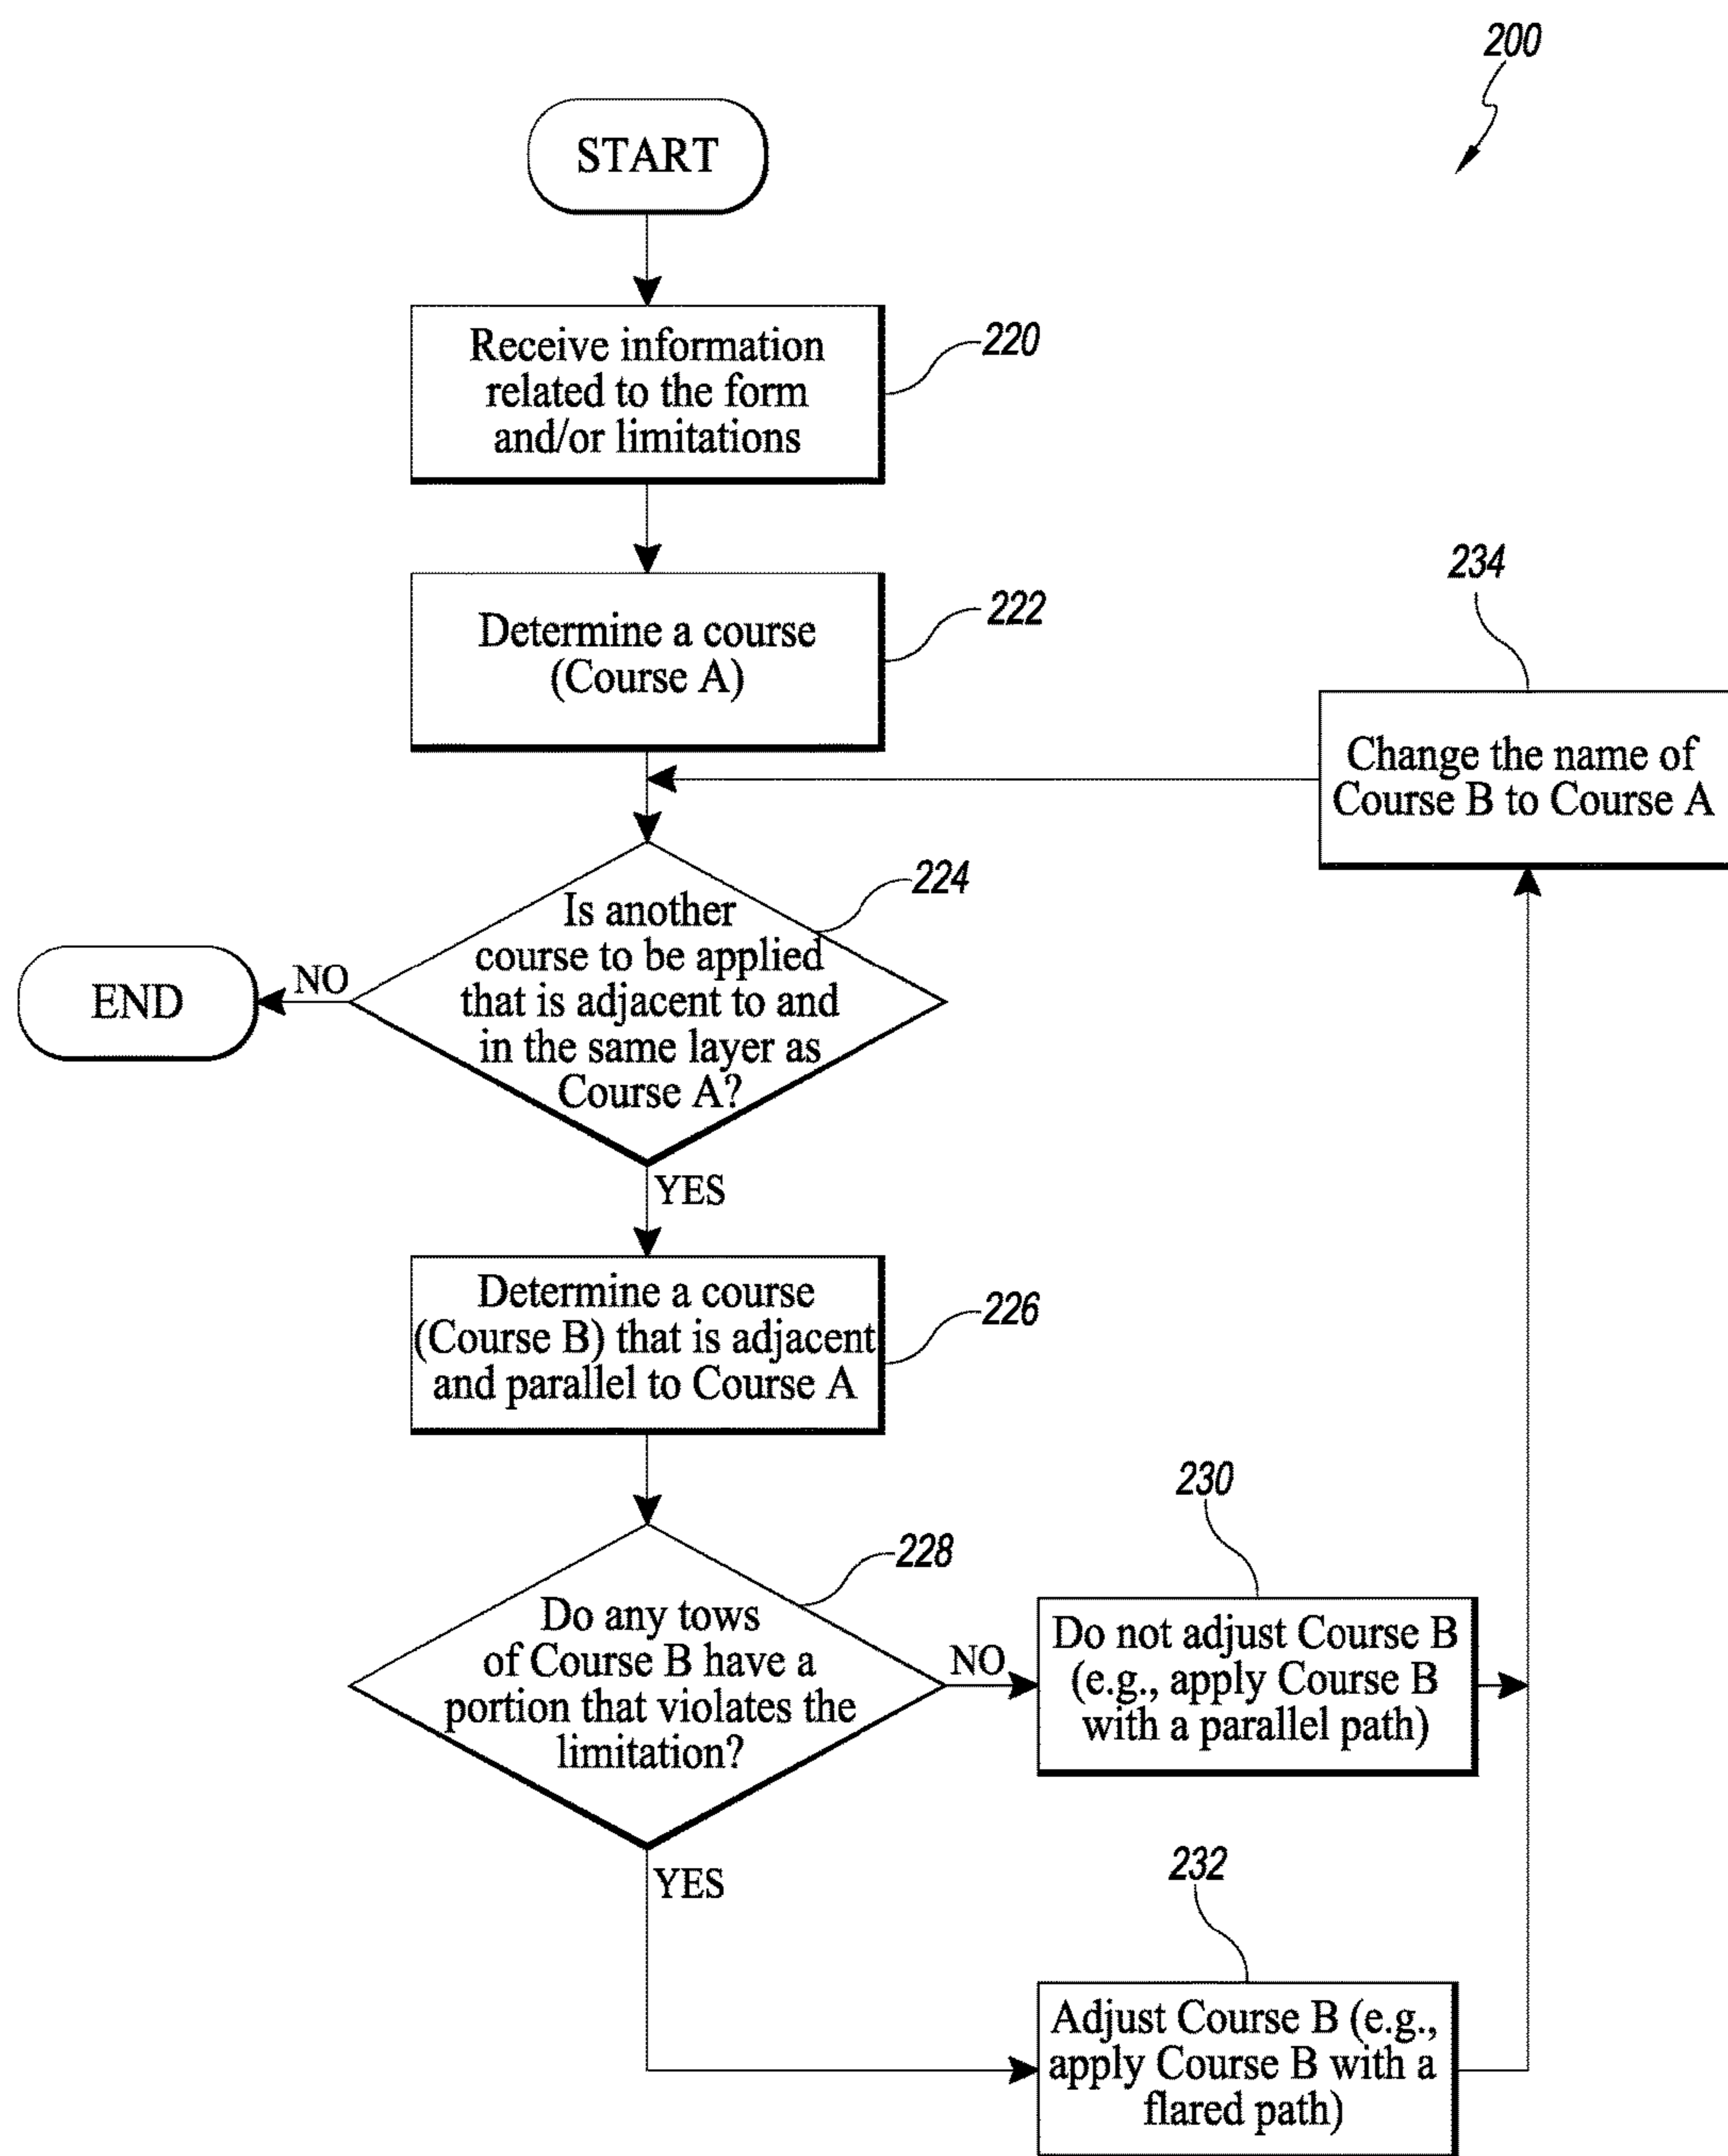 200
START
Receive information
related to the form
and/or limitations
220
Determine a course
(Course A)
222
234
Change the name of
Course B to Course A
224
Is another
course to be applied
that is adjacent to and
in the same layer as
Course A?
NO
END
YES
Determine a course
(Course B) that is adjacent
and parallel to Course A
226
228
Do any tows
of Course B have a
portion that violates the
limitation?
NO
230
Do not adjust Course B
(e.g., apply Course B
with a parallel path)
YES
232
Adjust Course B (e.g.,
apply Course B with a
flared path)